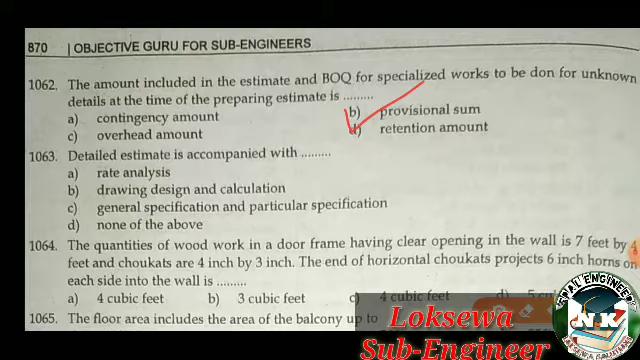 870 | OBJECTIVE GURU FOR SUB-ENGINEERS
1062. The amount included in the estimate and BOQ for specialized works to be don for unknown
details at the time of the preparing estimate is .........
a) contingency amount b) provisional sum
c) overhead amount d) retention amount
1063. Detailed estimate is accompanied with .........
a) rate analysis
b) drawing design and calculation
c) general specification and particular specification
d) none of the above
1064. The quantities of wood work in a door frame having clear opening in the wall is 7 feet by 4
feet and choukats are 4 inch by 3 inch. The end of horizontal choukats projects 6 inch horns on
each side into the wall is .........
a) 4 cubic feet b) 3 cubic feet c) 4 cubic feet d) 5
1065. The floor area includes the area of the balcony up to
Loksewa
Sub-Engineer
NK